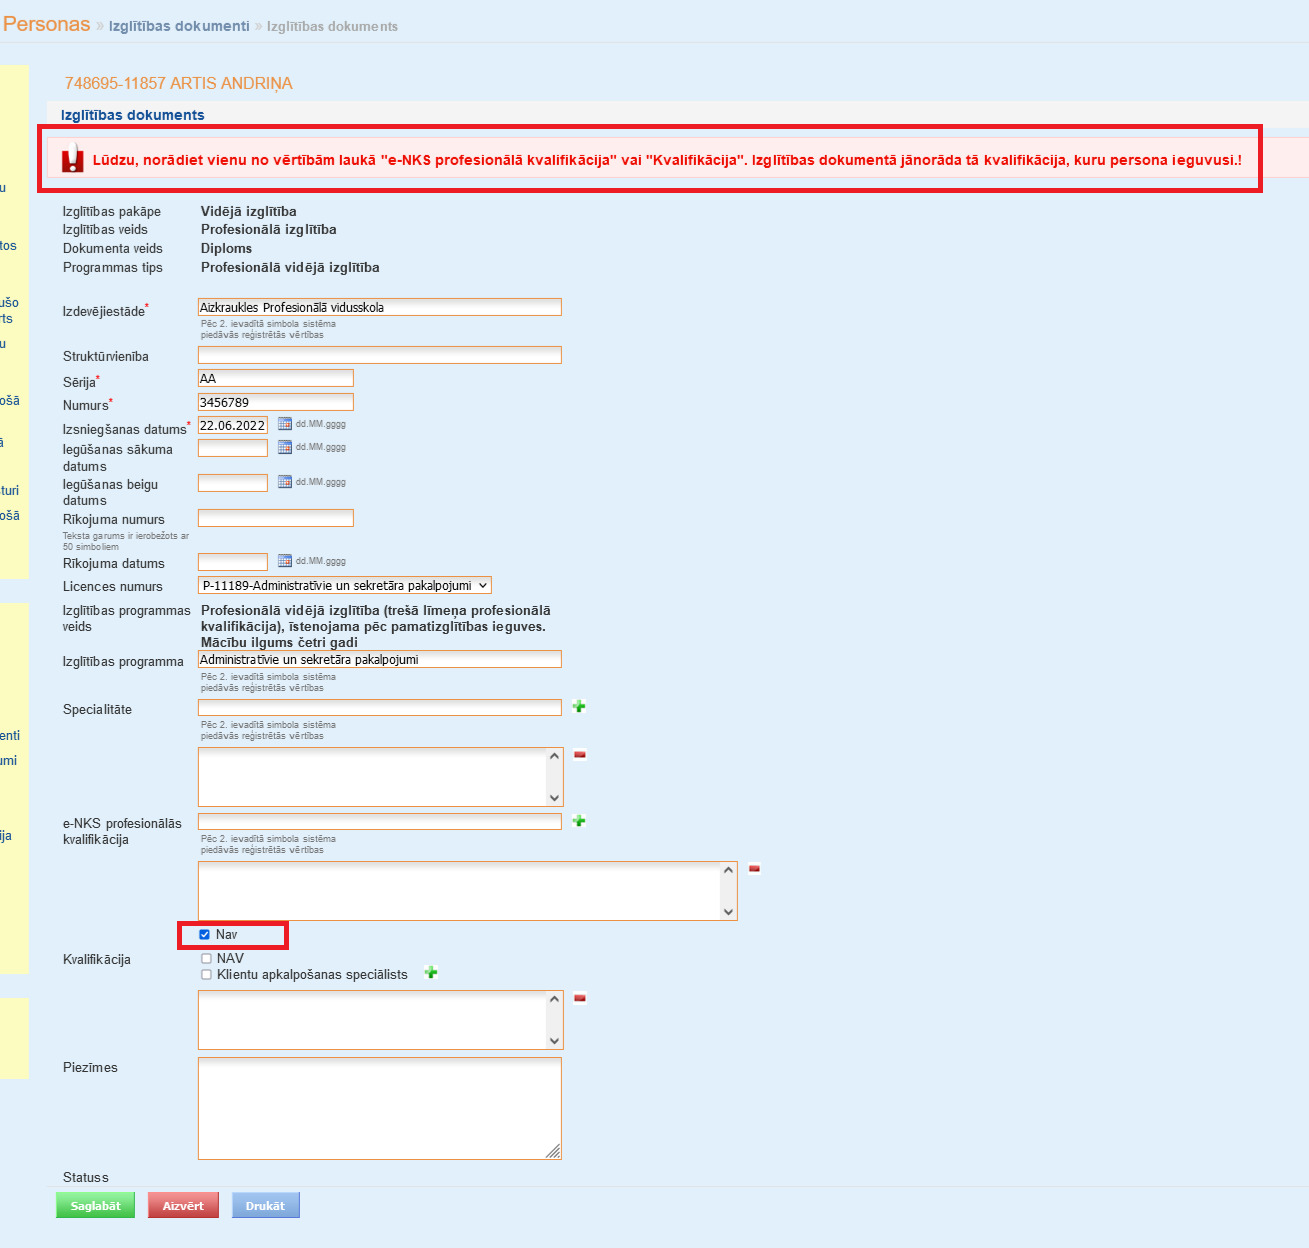 Personas » Izglītības dokumenti » Izglītības dokuments
748695-11857 ARTIS ANDRIŅA
Izglītības dokuments
Lūdzu, norādiet vienu no vērtībām laukā "e-NKS profesionālā kvalifikācija" vai "Kvalifikācija". Izglītības dokumentā jānorāda tā kvalifikācija, kuru persona ieguvusi.!
u
tos
ušo
rts
u
ošā
ā
turi
ošā
enti
umi
ija
Izglītības pakāpe Vidējā izglītība
Izglītības veids Profesionālā izglītība
Dokumenta veids Diploms
Programmas tips Profesionālā vidējā izglītība
Izdevējiestāde* Aizkraukles Profesionālā vidusskola
Pēc 2. ievadītā simbola sistēma
piedāvās reģistrētās vērtības
Struktūrvienība
Sērija* AA
Numurs* 3456789
Izsniegšanas datums* 22.06.2022 dd.MM.gggg
Iegūšanas sākuma dd.MM.gggg
datums
Iegūšanas beigu dd.MM.gggg
datums
Rīkojuma numurs
Teksta garums ir ierobežots ar
50 simboliem
Rīkojuma datums dd.MM.gggg
Licences numurs P-11189-Administratīvie un sekretāra pakalpojumi
Izglītības programmas Profesionālā vidējā izglītība (trešā līmeņa profesionālā
veids kvalifikācija), īstenojama pēc pamatizglītības ieguves.
Mācību ilgums četri gadi
Izglītības programma Administratīvie un sekretāra pakalpojumi
Pēc 2. ievadītā simbola sistēma
piedāvās reģistrētās vērtības
Specialitāte
Pēc 2. ievadītā simbola sistēma
piedāvās reģistrētās vērtības
e-NKS profesionālās
kvalifikācija
Pēc 2. ievadītā simbola sistēma
piedāvās reģistrētās vērtības
Nav
Kvalifikācija NAV
Klientu apkalpošanas speciālists
Piezīmes
Statuss
Saglabāt Aizvērt Drukāt